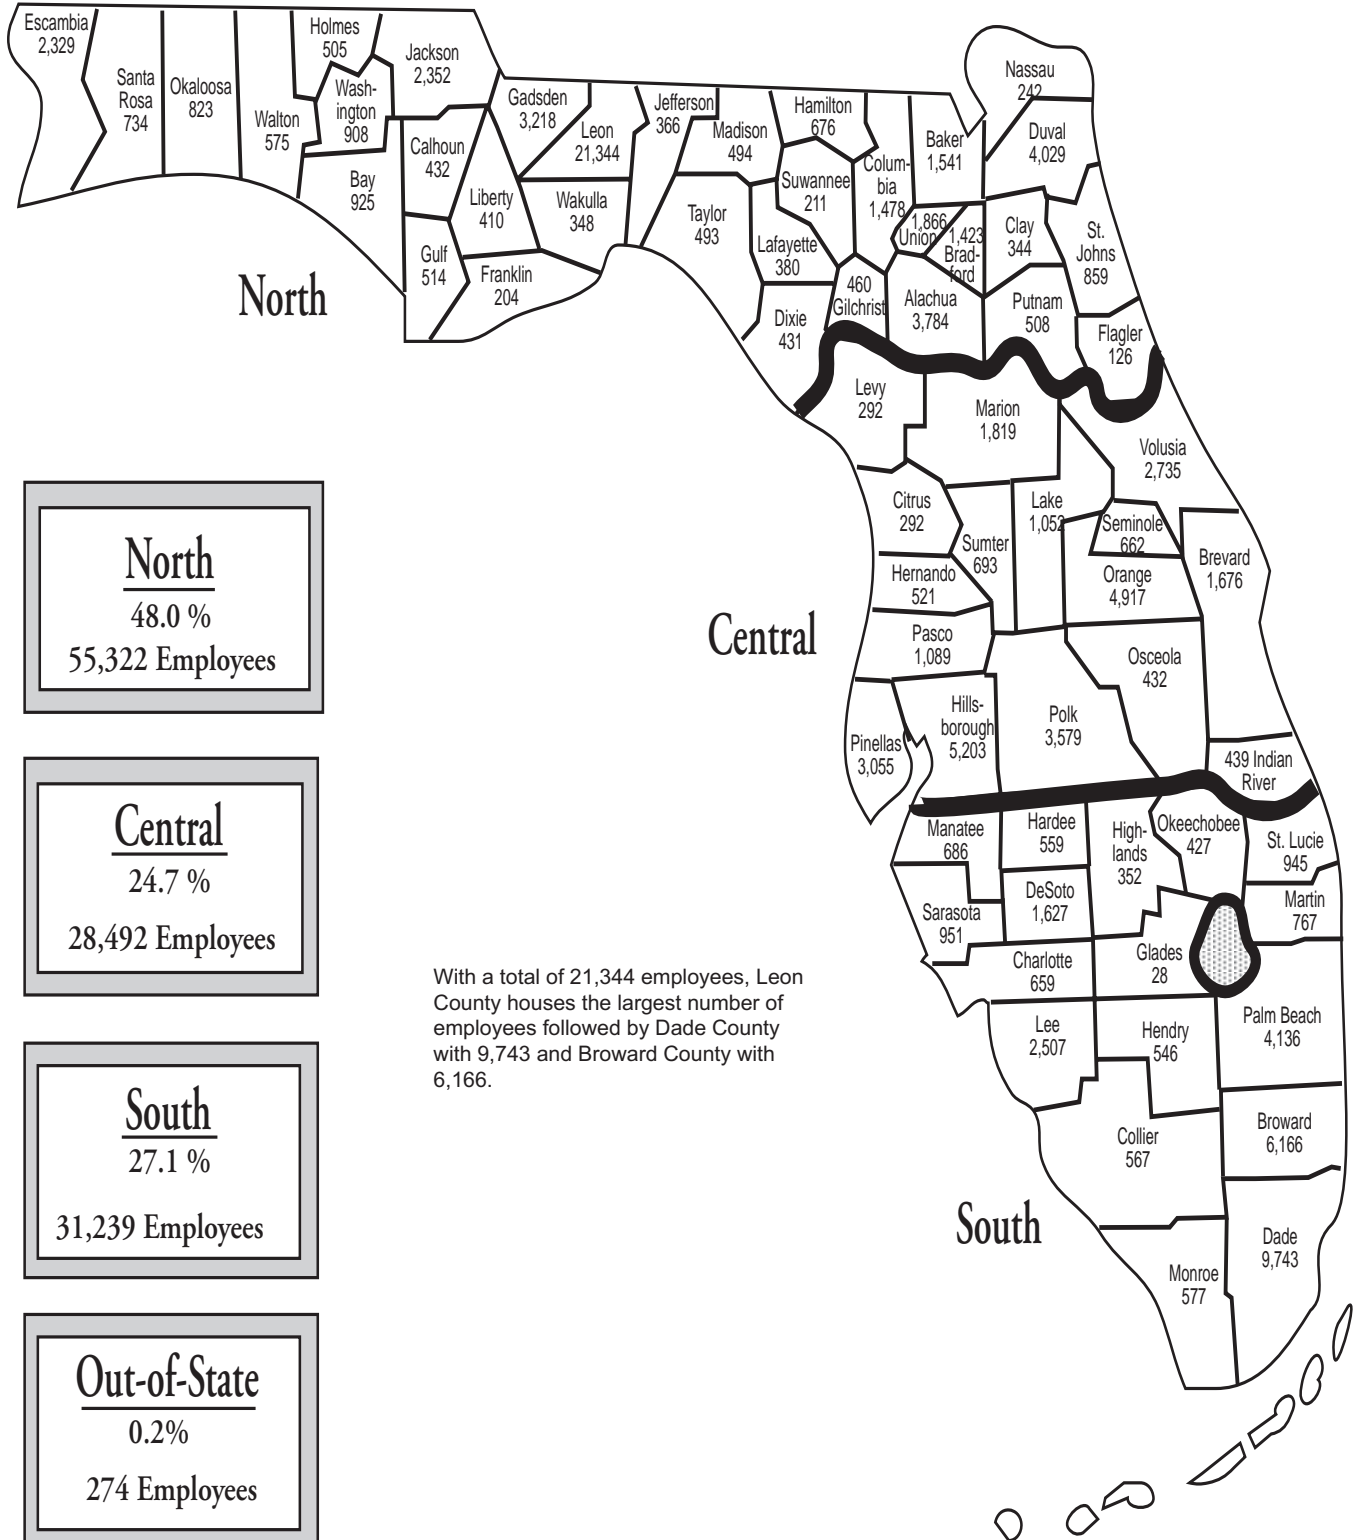 Escambia
2,329
Santa
Rosa
734
Okaloosa
823
Walton
575
Holmes
505
Wash-
ington
908
Jackson
2,352
Bay
925
Calhoun
432
Gulf
514
Gadsden
3,218
Liberty
410
Franklin
204
Leon
21,344
Wakulla
348
Jefferson
366
Madison
494
Taylor
493
Hamilton
676
Suwannee
211
Lafayette
380
Dixie
431
Colum-
bia
1,478
460
Gilchrist
Baker
1,541
1,866
Union
1,423
Brad-
ford
Alachua
3,784
Nassau
242
Duval
4,029
Clay
344
St.
Johns
859
Putnam
508
Flagler
126
North
Levy
292
Marion
1,819
Volusia
2,735
Citrus
292
Sumter
693
Lake
1,052
Seminole
662
Orange
4,917
Brevard
1,676
Hernando
521
Pasco
1,089
Osceola
432
Pinellas
3,055
Hills-
borough
5,203
Polk
3,579
439 Indian
River
Central
Manatee
686
Hardee
559
High-
lands
352
Okeechobee
427
St. Lucie
945
Sarasota
951
DeSoto
1,627
Martin
767
Charlotte
659
Glades
28
Lee
2,507
Hendry
546
Palm Beach
4,136
Collier
567
Broward
6,166
Monroe
577
Dade
9,743
South
North
48.0 %
55,322 Employees
Central
24.7 %
28,492 Employees
South
27.1 %
31,239 Employees
Out-of-State
0.2%
274 Employees
With a total of 21,344 employees, Leon
County houses the largest number of
employees followed by Dade County
with 9,743 and Broward County with
6,166.